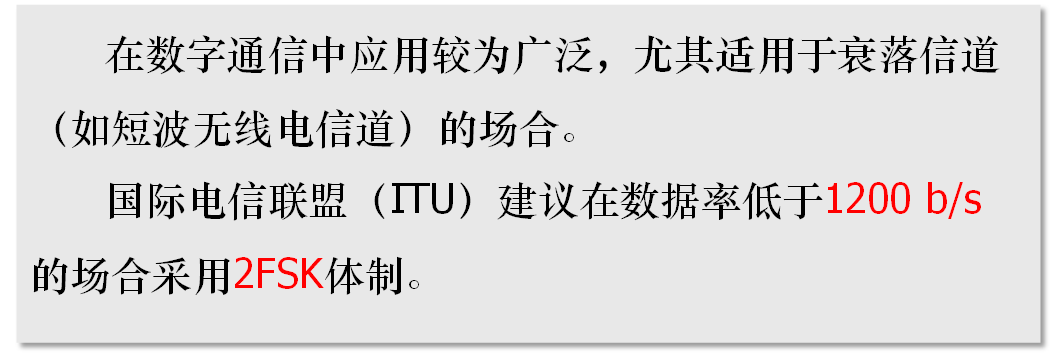 在数字通信中应用较为广泛，尤其适用于衰落信道
（如短波无线电信道）的场合。
国际电信联盟（ITU）建议在数据率低于1200 b/s
的场合采用2FSK体制。